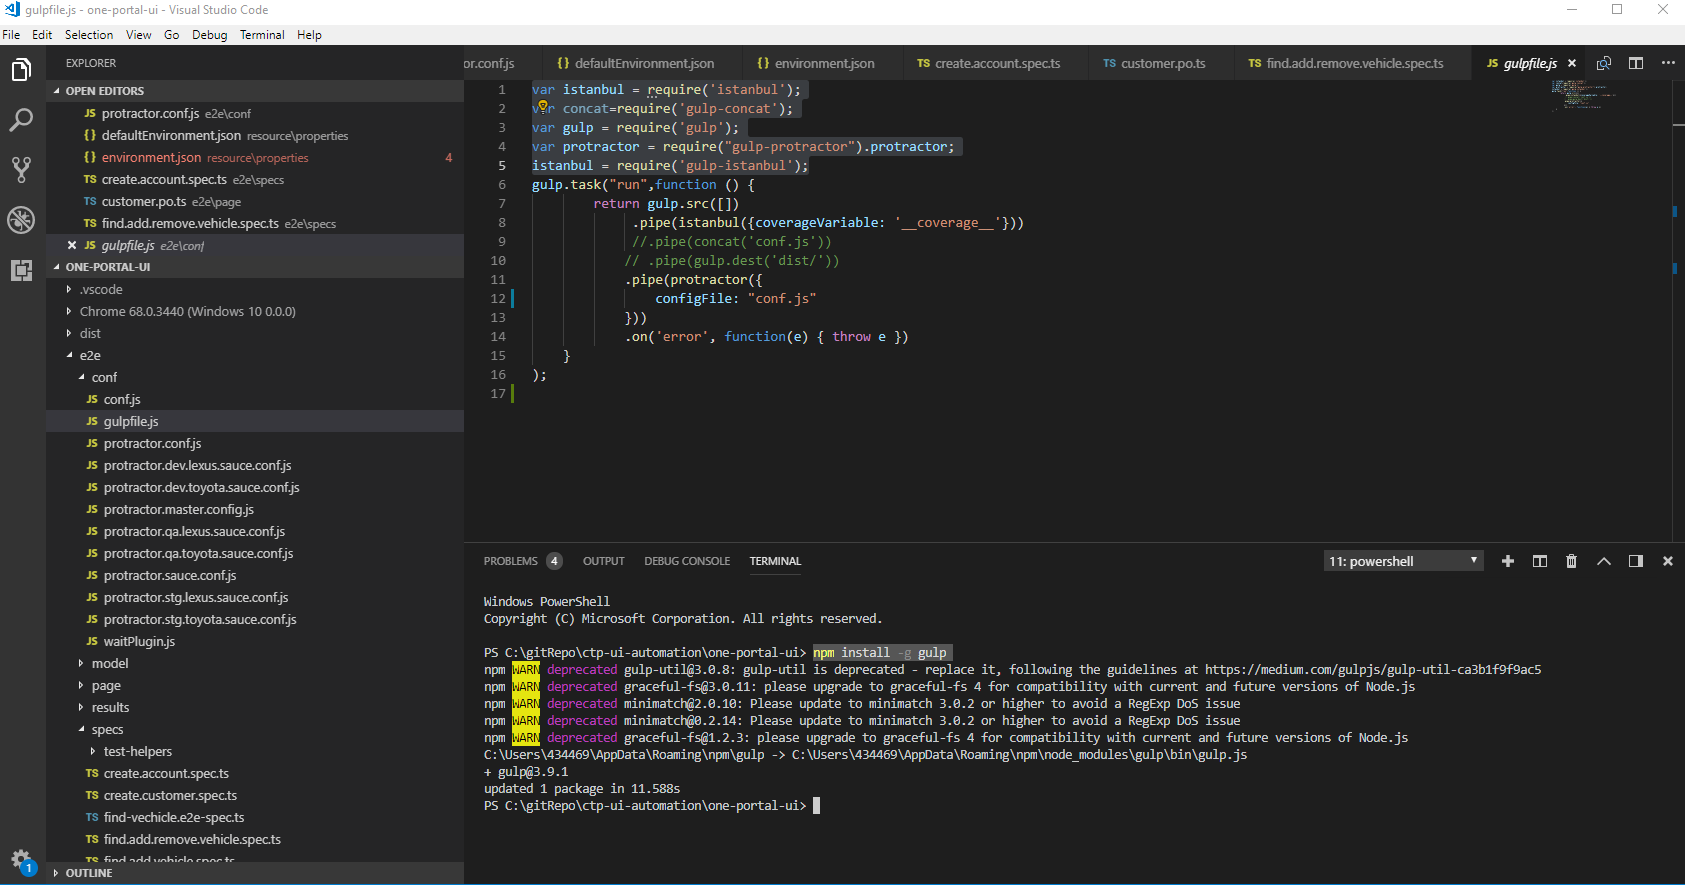 gulpfile.js - one-portal-ui - Visual Studio Code
File Edit Selection View Go Debug Terminal Help
EXPLORER
OPEN EDITORS
JS protractor.conf.js e2e\conf
{} defaultEnvironment.json resource\properties
{} environment.json resource\properties 4
TS create.account.spec.ts e2e\specs
TS customer.po.ts e2e\page
TS find.add.remove.vehicle.spec.ts e2e\specs
JS gulpfile.js e2e\conf
ONE-PORTAL-UI
.vscode
Chrome 68.0.3440 (Windows 10 0.0.0)
dist
e2e
conf
JS conf.js
JS gulpfile.js
JS protractor.conf.js
JS protractor.dev.lexus.sauce.conf.js
JS protractor.dev.toyota.sauce.conf.js
JS protractor.master.config.js
JS protractor.qa.lexus.sauce.conf.js
JS protractor.qa.toyota.sauce.conf.js
JS protractor.sauce.conf.js
JS protractor.stg.lexus.sauce.conf.js
JS protractor.stg.toyota.sauce.conf.js
JS waitPlugin.js
model
page
results
specs
test-helpers
TS create.account.spec.ts
TS create.customer.spec.ts
TS find-vechicle.e2e-spec.ts
TS find.add.remove.vehicle.spec.ts
TS find.add.vehicle.spec.ts
OUTLINE
1
or.conf.js {} defaultEnvironment.json {} environment.json TS create.account.spec.ts TS customer.po.ts TS find.add.remove.vehicle.spec.ts JS gulpfile.js
1 var istanbul = require('istanbul');
2 var concat=require('gulp-concat');
3 var gulp = require('gulp');
4 var protractor = require("gulp-protractor").protractor;
5 istanbul = require('gulp-istanbul');
6 gulp.task("run",function () {
7 return gulp.src([])
8 .pipe(istanbul({coverageVariable: '__coverage__'}))
9 //.pipe(concat('conf.js'))
10 // .pipe(gulp.dest('dist/'))
11 .pipe(protractor({
12 configFile: "conf.js"
13 }))
14 .on('error', function(e) { throw e })
15 }
16 );
17
PROBLEMS 4 OUTPUT DEBUG CONSOLE TERMINAL 11: powershell
Windows PowerShell
Copyright (C) Microsoft Corporation. All rights reserved.
PS C:\gitRepo\ctp-ui-automation\one-portal-ui> npm install -g gulp
npm WARN deprecated gulp-util@3.0.8: gulp-util is deprecated - replace it, following the guidelines at https://medium.com/gulpjs/gulp-util-ca3b1f9f9ac5
npm WARN deprecated graceful-fs@3.0.11: please upgrade to graceful-fs 4 for compatibility with current and future versions of Node.js
npm WARN deprecated minimatch@2.0.10: Please update to minimatch 3.0.2 or higher to avoid a RegExp DoS issue
npm WARN deprecated minimatch@0.2.14: Please update to minimatch 3.0.2 or higher to avoid a RegExp DoS issue
npm WARN deprecated graceful-fs@1.2.3: please upgrade to graceful-fs 4 for compatibility with current and future versions of Node.js
C:\Users\434469\AppData\Roaming\npm\gulp -> C:\Users\434469\AppData\Roaming\npm\node_modules\gulp\bin\gulp.js
+ gulp@3.9.1
updated 1 package in 11.588s
PS C:\gitRepo\ctp-ui-automation\one-portal-ui>